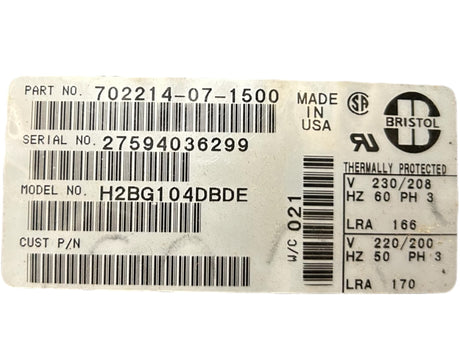 PART NO. 702214-07-1500
SERIAL NO. 27594036299
MODEL NO. H2BG104DBDE
CUST P/N
W/C 021
MADE
IN
USA
SA
BRISTOL
THERMALLY PROTECTED
V 230/208
HZ 60 PH 3
LRA 166
V 220/200
HZ 50 PH 3
LRA 170